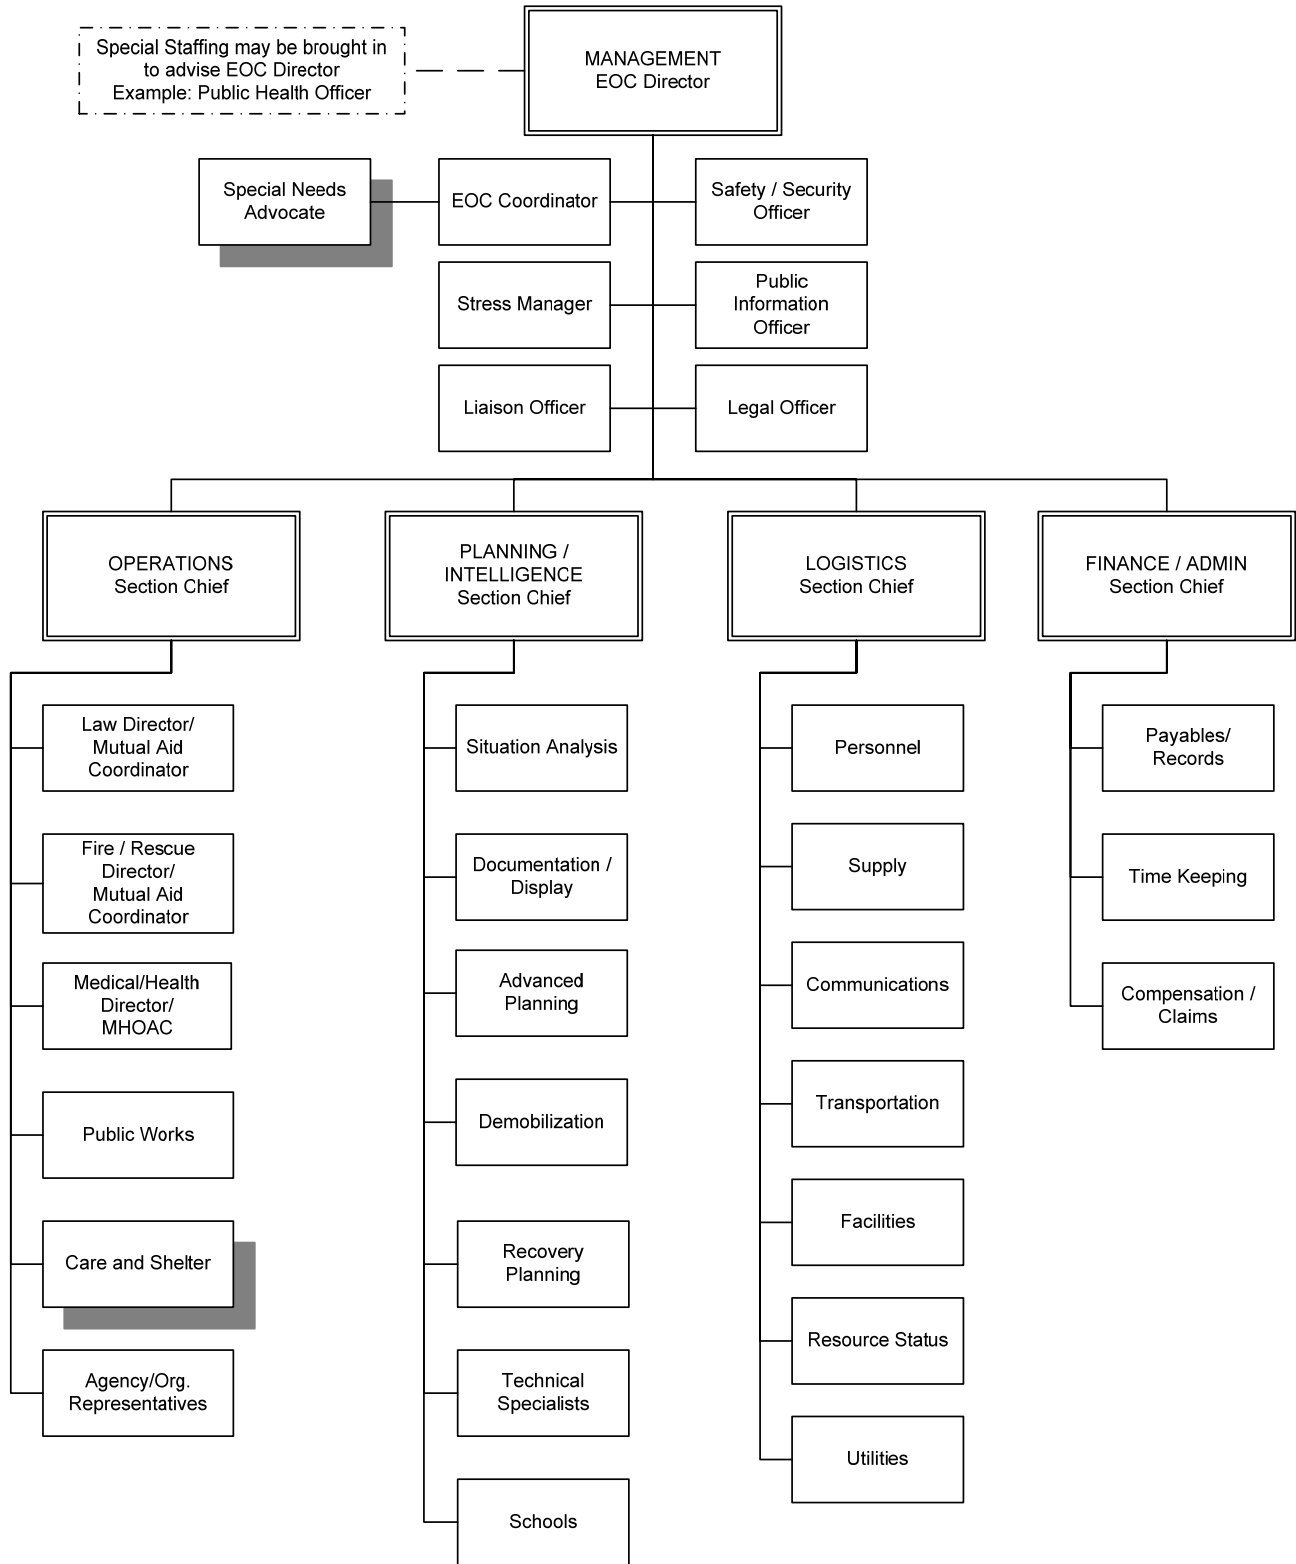 Special Staffing may be brought in
to advise EOC Director
Example: Public Health Officer
MANAGEMENT
EOC Director
Special Needs
Advocate
EOC Coordinator
Safety / Security
Officer
Stress Manager
Public
Information
Officer
Liaison Officer
Legal Officer
OPERATIONS
Section Chief
PLANNING /
INTELLIGENCE
Section Chief
LOGISTICS
Section Chief
FINANCE / ADMIN
Section Chief
Law Director/
Mutual Aid
Coordinator
Fire / Rescue
Director/
Mutual Aid
Coordinator
Medical/Health
Director/
MHOAC
Public Works
Care and Shelter
Agency/Org.
Representatives
Situation Analysis
Documentation /
Display
Advanced
Planning
Demobilization
Recovery
Planning
Technical
Specialists
Schools
Personnel
Supply
Communications
Transportation
Facilities
Resource Status
Utilities
Payables/
Records
Time Keeping
Compensation /
Claims